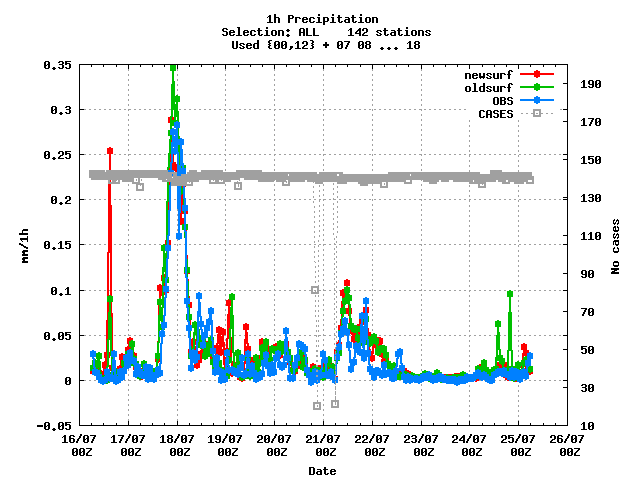 1h Precipitation
Selection: ALL 142 stations
Used {00,12} + 07 08 ... 18
newsurf
oldsurf
OBS
CASES
0.35
0.3
0.25
0.2
0.15
0.1
0.05
0
-0.05
mm/1h
190
170
150
130
110
90
70
50
30
10
No cases
16/07 17/07 18/07 19/07 20/07 21/07 22/07 23/07 24/07 25/07 26/07
00Z 00Z 00Z 00Z 00Z 00Z 00Z 00Z 00Z 00Z 00Z
Date